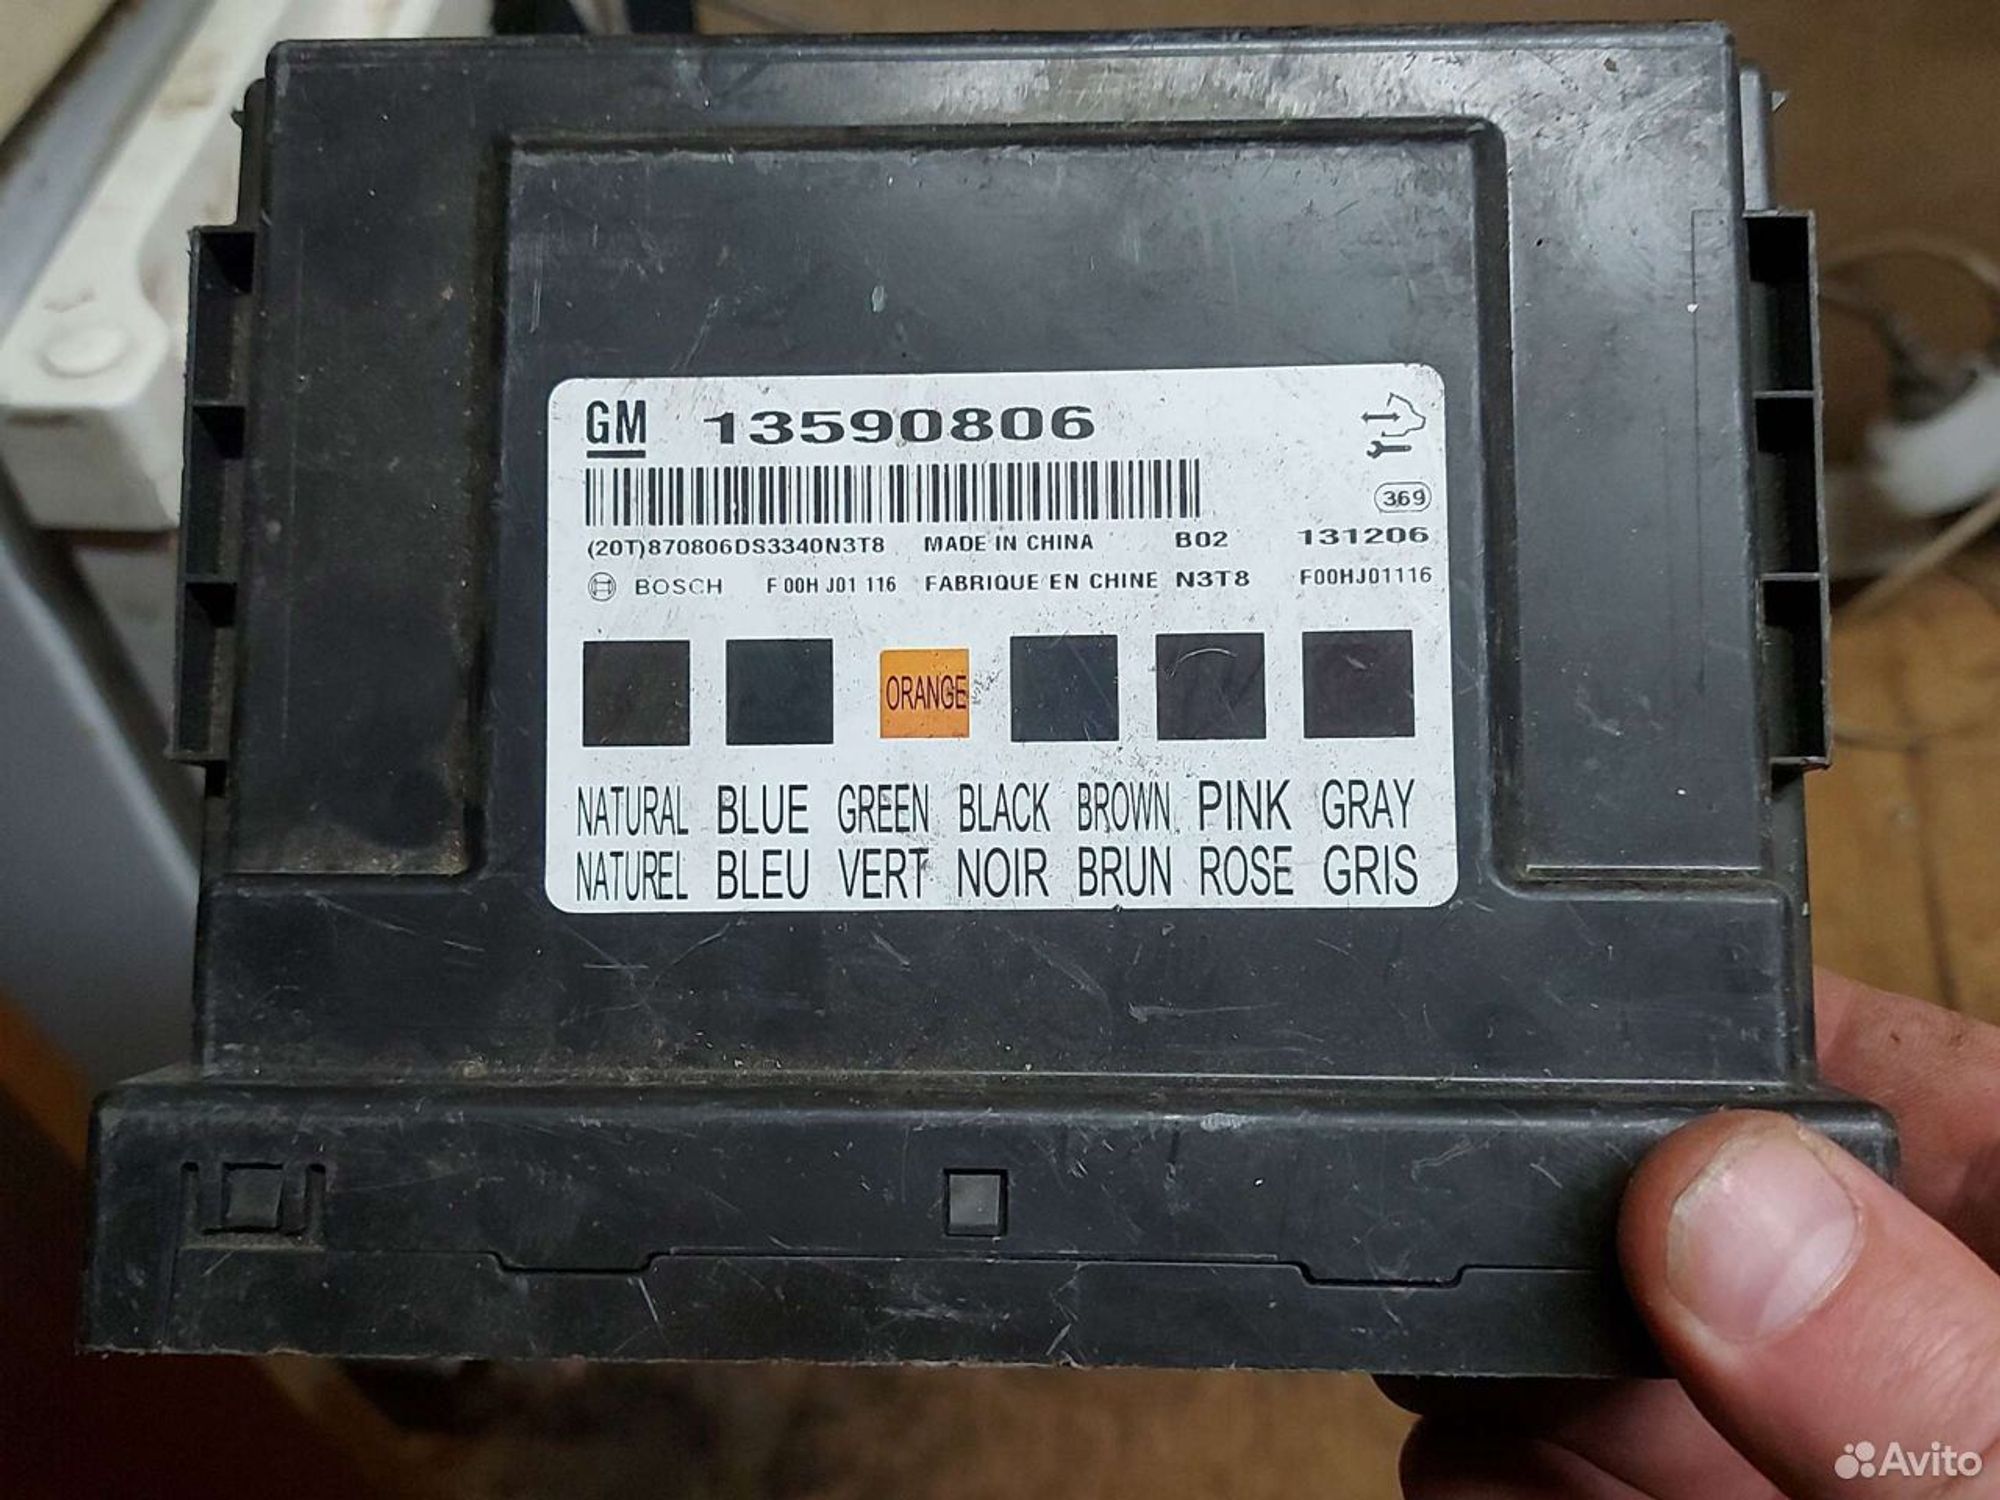 GM 13590806
369
(20T)870806DS3340N3T8 MADE IN CHINA B02 131206
BOSCH F 00H J01 116 FABRIQUE EN CHINE N3T8 F00HJ01116
ORANGE
NATURAL BLUE GREEN BLACK BROWN PINK GRAY
NATUREL BLEU VERT NOIR BRUN ROSE GRIS
Avito